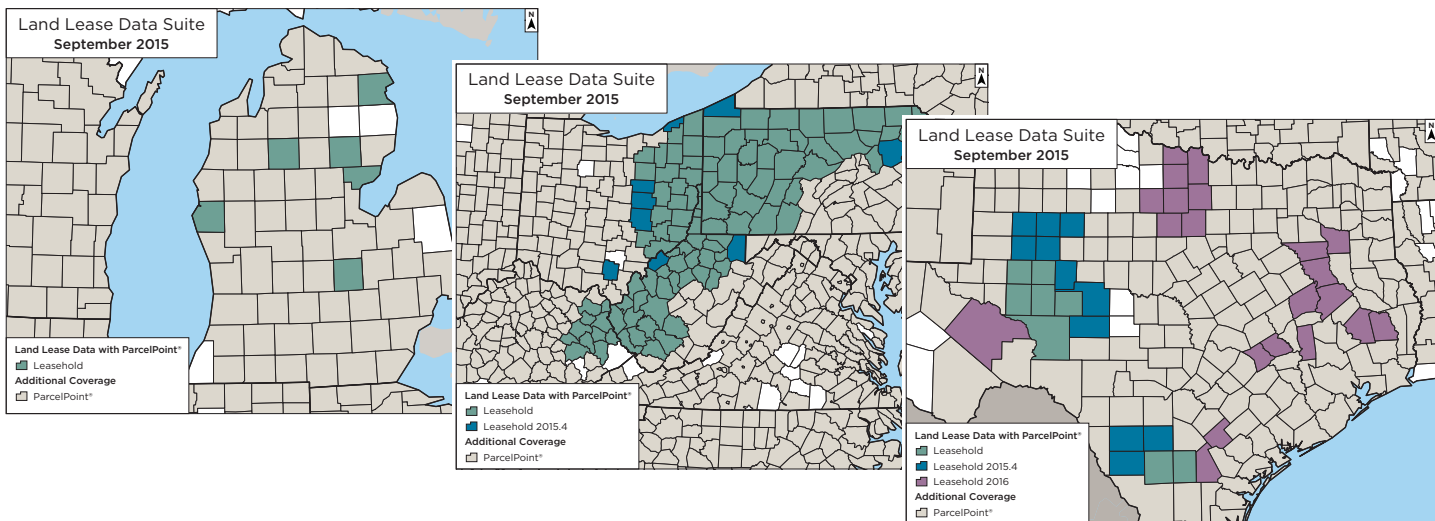 Land Lease Data Suite
September 2015
N
Land Lease Data with ParcelPoint®
Leasehold
Additional Coverage
ParcelPoint®
Land Lease Data Suite
September 2015
N
Land Lease Data with ParcelPoint®
Leasehold
Leasehold 2015.4
Additional Coverage
ParcelPoint®
Land Lease Data Suite
September 2015
N
Land Lease Data with ParcelPoint®
Leasehold
Leasehold 2015.4
Leasehold 2016
Additional Coverage
ParcelPoint®